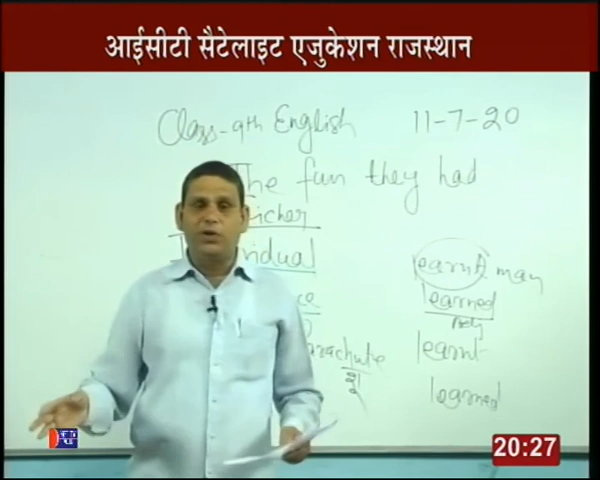 आईसीटी सैटेलाइट एजुकेशन राजस्थान
Class-9th English 11-7-20
The fun they had
learnt man
learned
parachute learnt
शू
learned
20:27